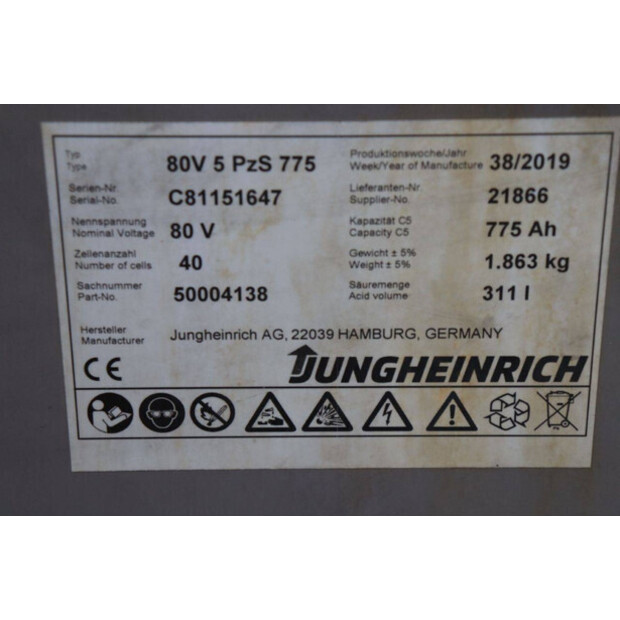 Typ
Type
80V 5 PzS 775
Produktionswoche/Jahr
Week/Year of Manufacture
38/2019
Serien-Nr.
Serial-No.
C81151647
Lieferanten-Nr.
Supplier-No.
21866
Nennspannung
Nominal Voltage
80 V
Kapazität C5
Capacity C5
775 Ah
Zellenanzahl
Number of cells
40
Gewicht ± 5%
Weight ± 5%
1.863 kg
Sachnummer
Part-No.
50004138
Säuremenge
Acid volume
311 l
Hersteller
Manufacturer
Jungheinrich AG, 22039 HAMBURG, GERMANY
CE
JUNGHEINRICH